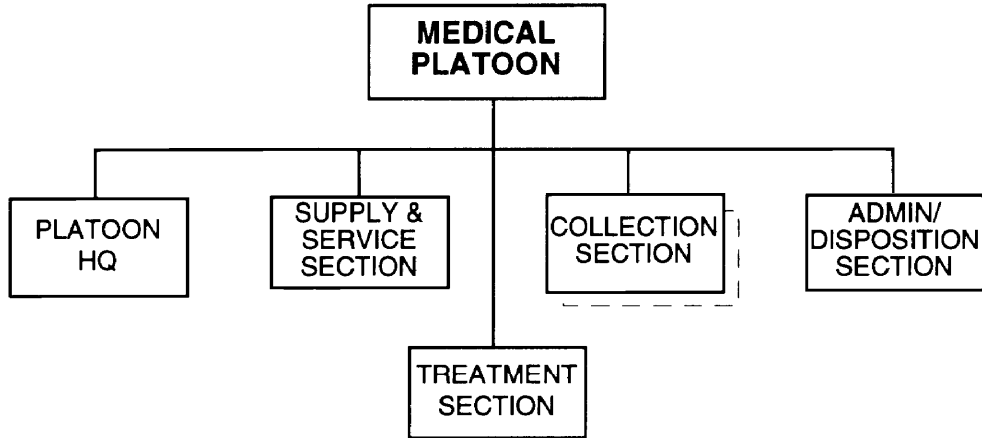 MEDICAL
PLATOON
PLATOON
HQ
SUPPLY &
SERVICE
SECTION
COLLECTION
SECTION
ADMIN/
DISPOSITION
SECTION
TREATMENT
SECTION